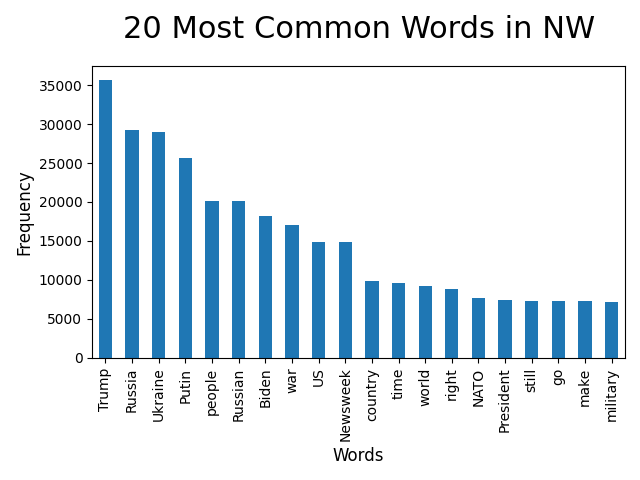 20 Most Common Words in NW
Frequency
35000
30000
25000
20000
15000
10000
5000
0
Trump
Russia
Ukraine
Putin
people
Russian
Biden
war
US
Newsweek
country
time
world
right
NATO
President
still
go
make
military
Words